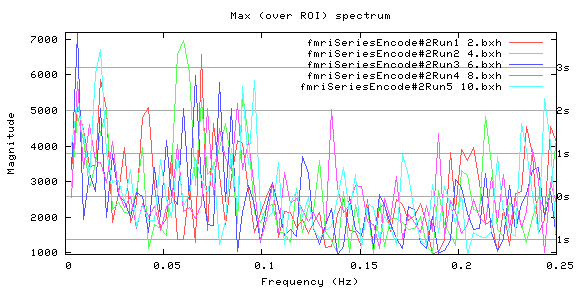 Max (over ROI) spectrum
7000
6000
5000
4000
3000
2000
1000
Magnitude
fmriSeriesEncode#2Run1 2.bxh
fmriSeriesEncode#2Run2 4.bxh
fmriSeriesEncode#2Run3 6.bxh
fmriSeriesEncode#2Run4 8.bxh
fmriSeriesEncode#2Run5 10.bxh
3s
2s
1s
0s
1s
0
0.05
0.1
0.15
0.2
0.25
Frequency (Hz)